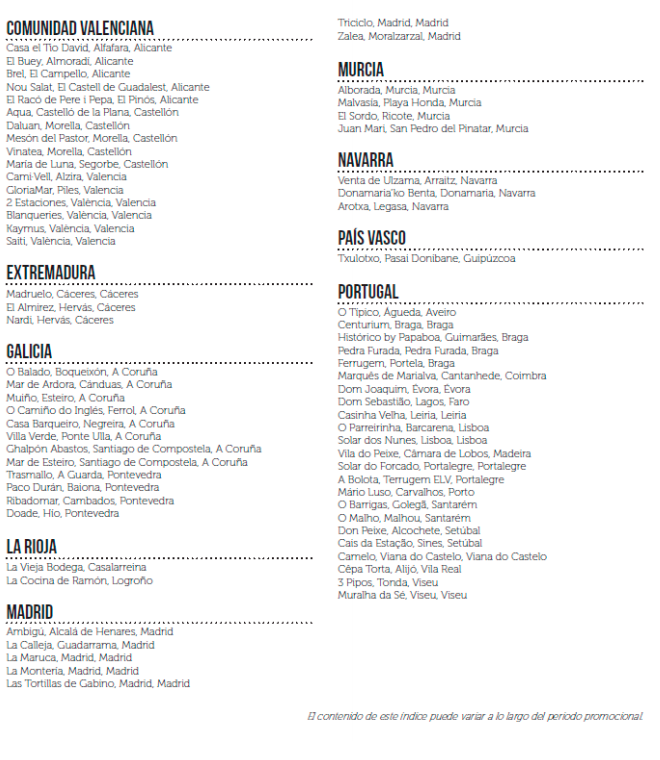 COMUNIDAD VALENCIANA
Casa el Tio David, Alfafara, Alicante
El Buey, Almoradí, Alicante
Brel, El Campello, Alicante
Nou Salat, El Castell de Guadalest, Alicante
El Racó de Pere i Pepa, El Pinós, Alicante
Aqua, Castelló de la Plana, Castellón
Daluan, Morella, Castellón
Mesón del Pastor, Morella, Castellón
Vinatea, Morella, Castellón
María de Luna, Segorbe, Castellón
Cami-Vell, Alzira, Valencia
GloriaMar, Piles, Valencia
2 Estaciones, València, Valencia
Blanqueries, València, Valencia
Kaymus, València, Valencia
Saiti, València, Valencia
EXTREMADURA
Madruelo, Cáceres, Cáceres
El Almirez, Hervás, Cáceres
Nardi, Hervás, Cáceres
GALICIA
O Balado, Boqueixón, A Coruña
Mar de Ardora, Cánduas, A Coruña
Muiño, Esteiro, A Coruña
O Camiño do Inglés, Ferrol, A Coruña
Casa Barqueiro, Negreira, A Coruña
Villa Verde, Ponte Ulla, A Coruña
Ghalpón Abastos, Santiago de Compostela, A Coruña
Mar de Esteiro, Santiago de Compostela, A Coruña
Trasmallo, A Guarda, Pontevedra
Paco Durán, Baiona, Pontevedra
Ribadomar, Cambados, Pontevedra
Doade, Hío, Pontevedra
LA RIOJA
La Vieja Bodega, Casalarreina
La Cocina de Ramón, Logroño
MADRID
Ambigú, Alcalá de Henares, Madrid
La Calleja, Guadarrama, Madrid
La Maruca, Madrid, Madrid
La Montería, Madrid, Madrid
Las Tortillas de Gabino, Madrid, Madrid
Triciclo, Madrid, Madrid
Zalea, Moralzarzal, Madrid
MURCIA
Alborada, Murcia, Murcia
Malvasía, Playa Honda, Murcia
El Sordo, Ricote, Murcia
Juan Mari, San Pedro del Pinatar, Murcia
NAVARRA
Venta de Ulzama, Arraitz, Navarra
Donamaria'ko Benta, Donamaria, Navarra
Arotxa, Legasa, Navarra
PAÍS VASCO
Txulotxo, Pasai Donibane, Guipúzcoa
PORTUGAL
O Típico, Águeda, Aveiro
Centurium, Braga, Braga
Histórico by Papaboa, Guimarães, Braga
Pedra Furada, Pedra Furada, Braga
Ferrugem, Portela, Braga
Marquês de Marialva, Cantanhede, Coimbra
Dom Joaquim, Évora, Évora
Dom Sebastião, Lagos, Faro
Casinha Velha, Leiria, Leiria
O Parreirinha, Barcarena, Lisboa
Solar dos Nunes, Lisboa, Lisboa
Vila do Peixe, Câmara de Lobos, Madeira
Solar do Forcado, Portalegre, Portalegre
A Bolota, Terrugem ELV, Portalegre
Mário Luso, Carvalhos, Porto
O Barrigas, Golegã, Santarém
O Malho, Malhou, Santarém
Don Peixe, Alcochete, Setúbal
Cais da Estação, Sines, Setúbal
Camelo, Viana do Castelo, Viana do Castelo
Cêpa Torta, Alijó, Vila Real
3 Pipos, Tonda, Viseu
Muralha da Sé, Viseu, Viseu
El contenido de este índice puede variar a lo largo del periodo promocional.